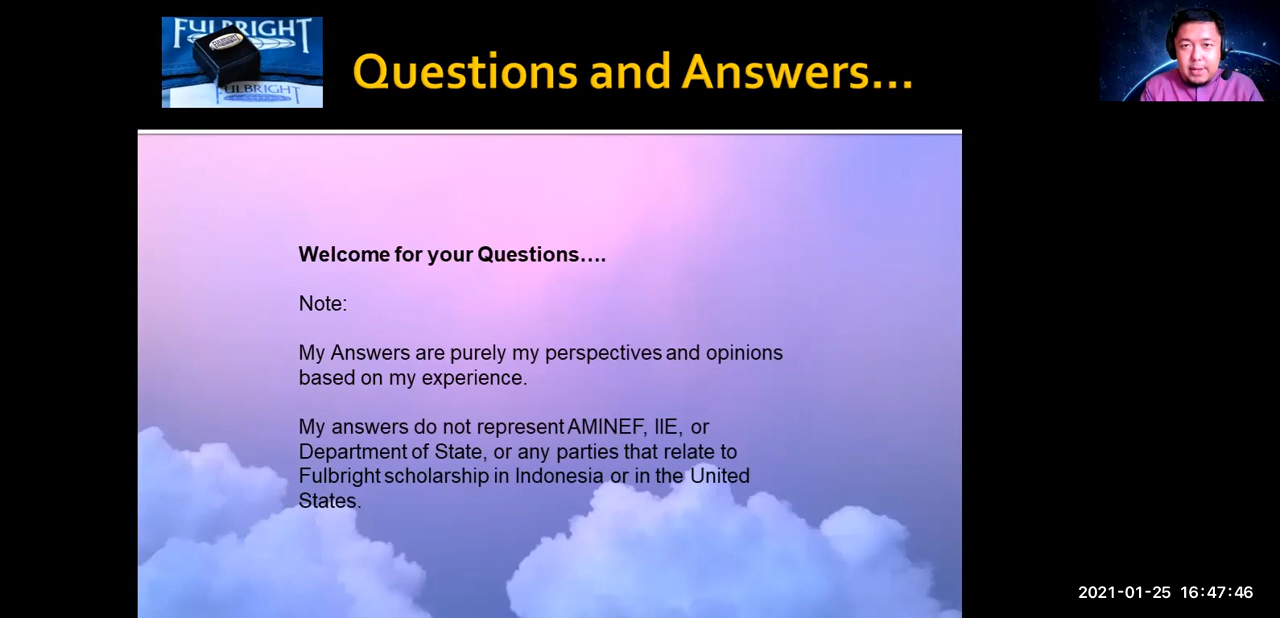 FULBRIGHT
FULBRIGHT
Questions and Answers...
Welcome for your Questions....
Note:
My Answers are purely my perspectives and opinions
based on my experience.
My answers do not represent AMINEF, IIE, or
Department of State, or any parties that relate to
Fulbright scholarship in Indonesia or in the United
States.
2021-01-25 16:47:46